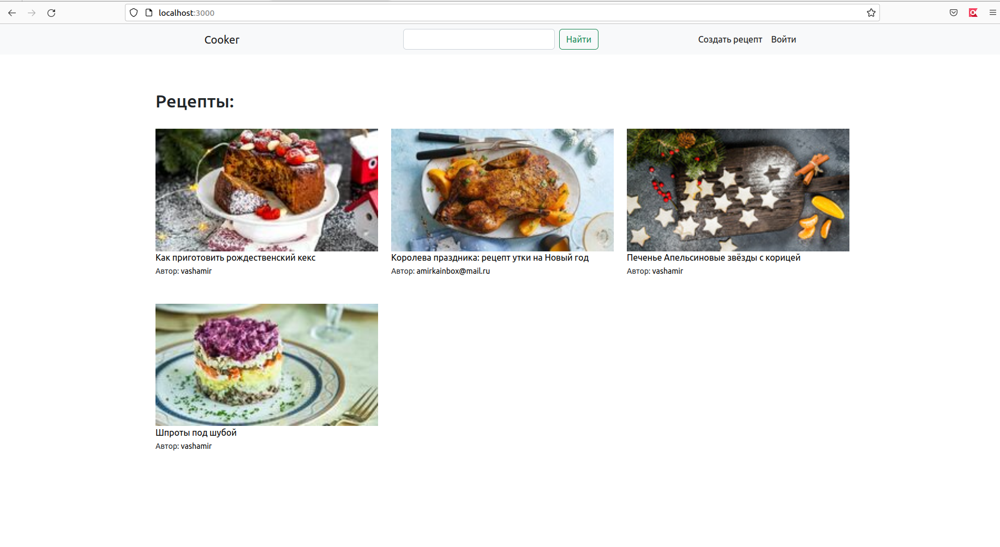 localhost:3000
Cooker
Найти
Создать рецепт Войти
Рецепты:
Как приготовить рождественский кекс
Автор: vashamir
Королева праздника: рецепт утки на Новый год
Автор: amirkainbox@mail.ru
Печенье Апельсиновые звёзды с корицей
Автор: vashamir
Шпроты под шубой
Автор: vashamir